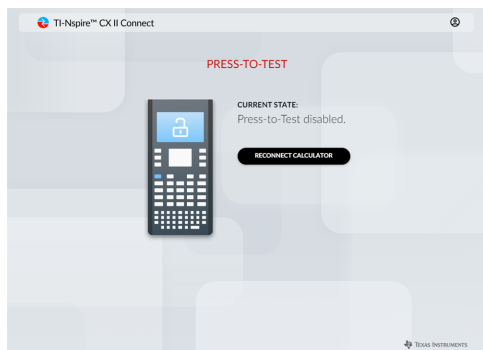 TI-Nspire™ CX II Connect
PRESS-TO-TEST
CURRENT STATE:
Press-to-Test disabled.
RECONNECT CALCULATOR
TEXAS INSTRUMENTS